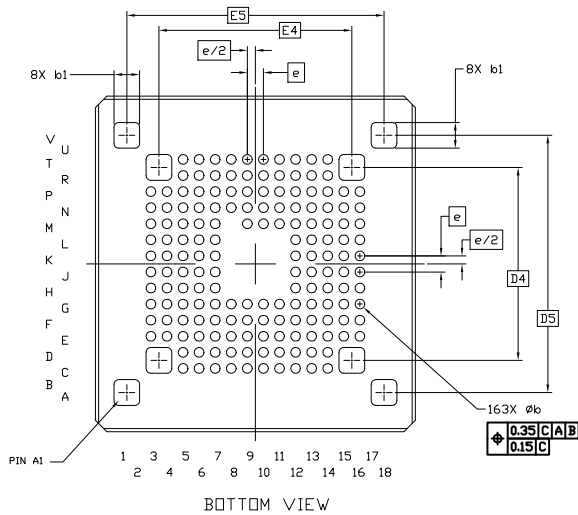 E5
E4
e/2
e
8X b1
8X b1
V
U
T
R
P
N
M
L
K
J
H
G
F
E
D
C
B
A
e
e/2
D4
D5
163X Øb
⌖ 0.35 C A B
0.15 C
PIN A1
1 3 5 7 9 11 13 15 17
2 4 6 8 10 12 14 16 18
BOTTOM VIEW